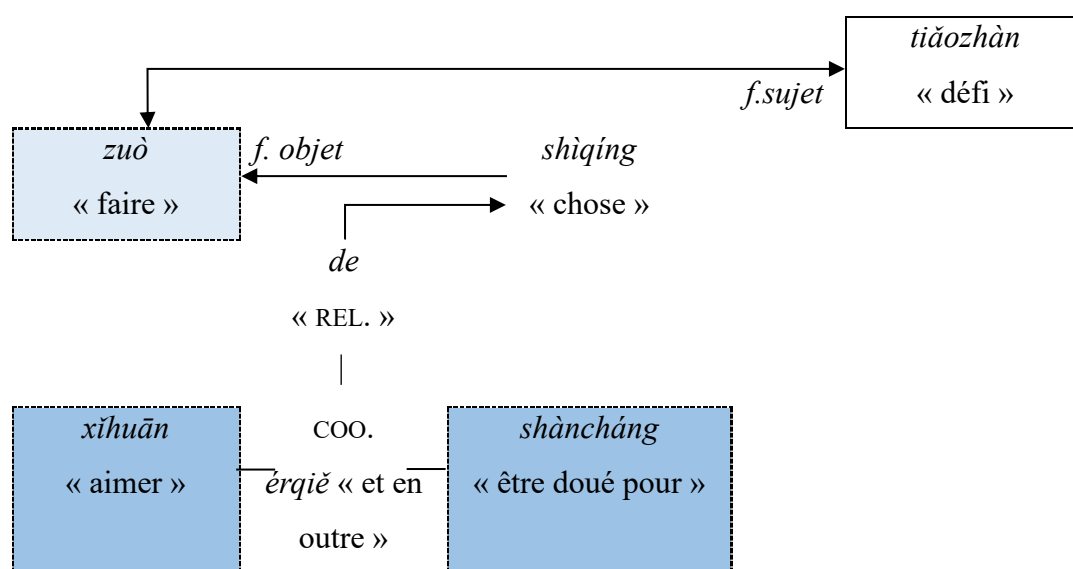 tiǎozhàn
« défi »
f.sujet
zuò
« faire »
f. objet
shìqíng
« chose »
de
« REL. »
xǐhuān
« aimer »
COO.
érqiě « et en
outre »
shàncháng
« être doué pour »